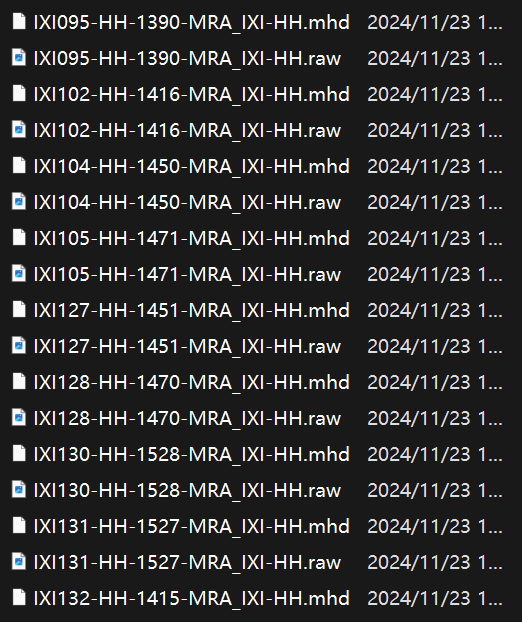 IXI095-HH-1390-MRA_IXI-HH.mhd 2024/11/23 1...
IXI095-HH-1390-MRA_IXI-HH.raw 2024/11/23 1...
IXI102-HH-1416-MRA_IXI-HH.mhd 2024/11/23 1...
IXI102-HH-1416-MRA_IXI-HH.raw 2024/11/23 1...
IXI104-HH-1450-MRA_IXI-HH.mhd 2024/11/23 1...
IXI104-HH-1450-MRA_IXI-HH.raw 2024/11/23 1...
IXI105-HH-1471-MRA_IXI-HH.mhd 2024/11/23 1...
IXI105-HH-1471-MRA_IXI-HH.raw 2024/11/23 1...
IXI127-HH-1451-MRA_IXI-HH.mhd 2024/11/23 1...
IXI127-HH-1451-MRA_IXI-HH.raw 2024/11/23 1...
IXI128-HH-1470-MRA_IXI-HH.mhd 2024/11/23 1...
IXI128-HH-1470-MRA_IXI-HH.raw 2024/11/23 1...
IXI130-HH-1528-MRA_IXI-HH.mhd 2024/11/23 1...
IXI130-HH-1528-MRA_IXI-HH.raw 2024/11/23 1...
IXI131-HH-1527-MRA_IXI-HH.mhd 2024/11/23 1...
IXI131-HH-1527-MRA_IXI-HH.raw 2024/11/23 1...
IXI132-HH-1415-MRA_IXI-HH.mhd 2024/11/23 1...